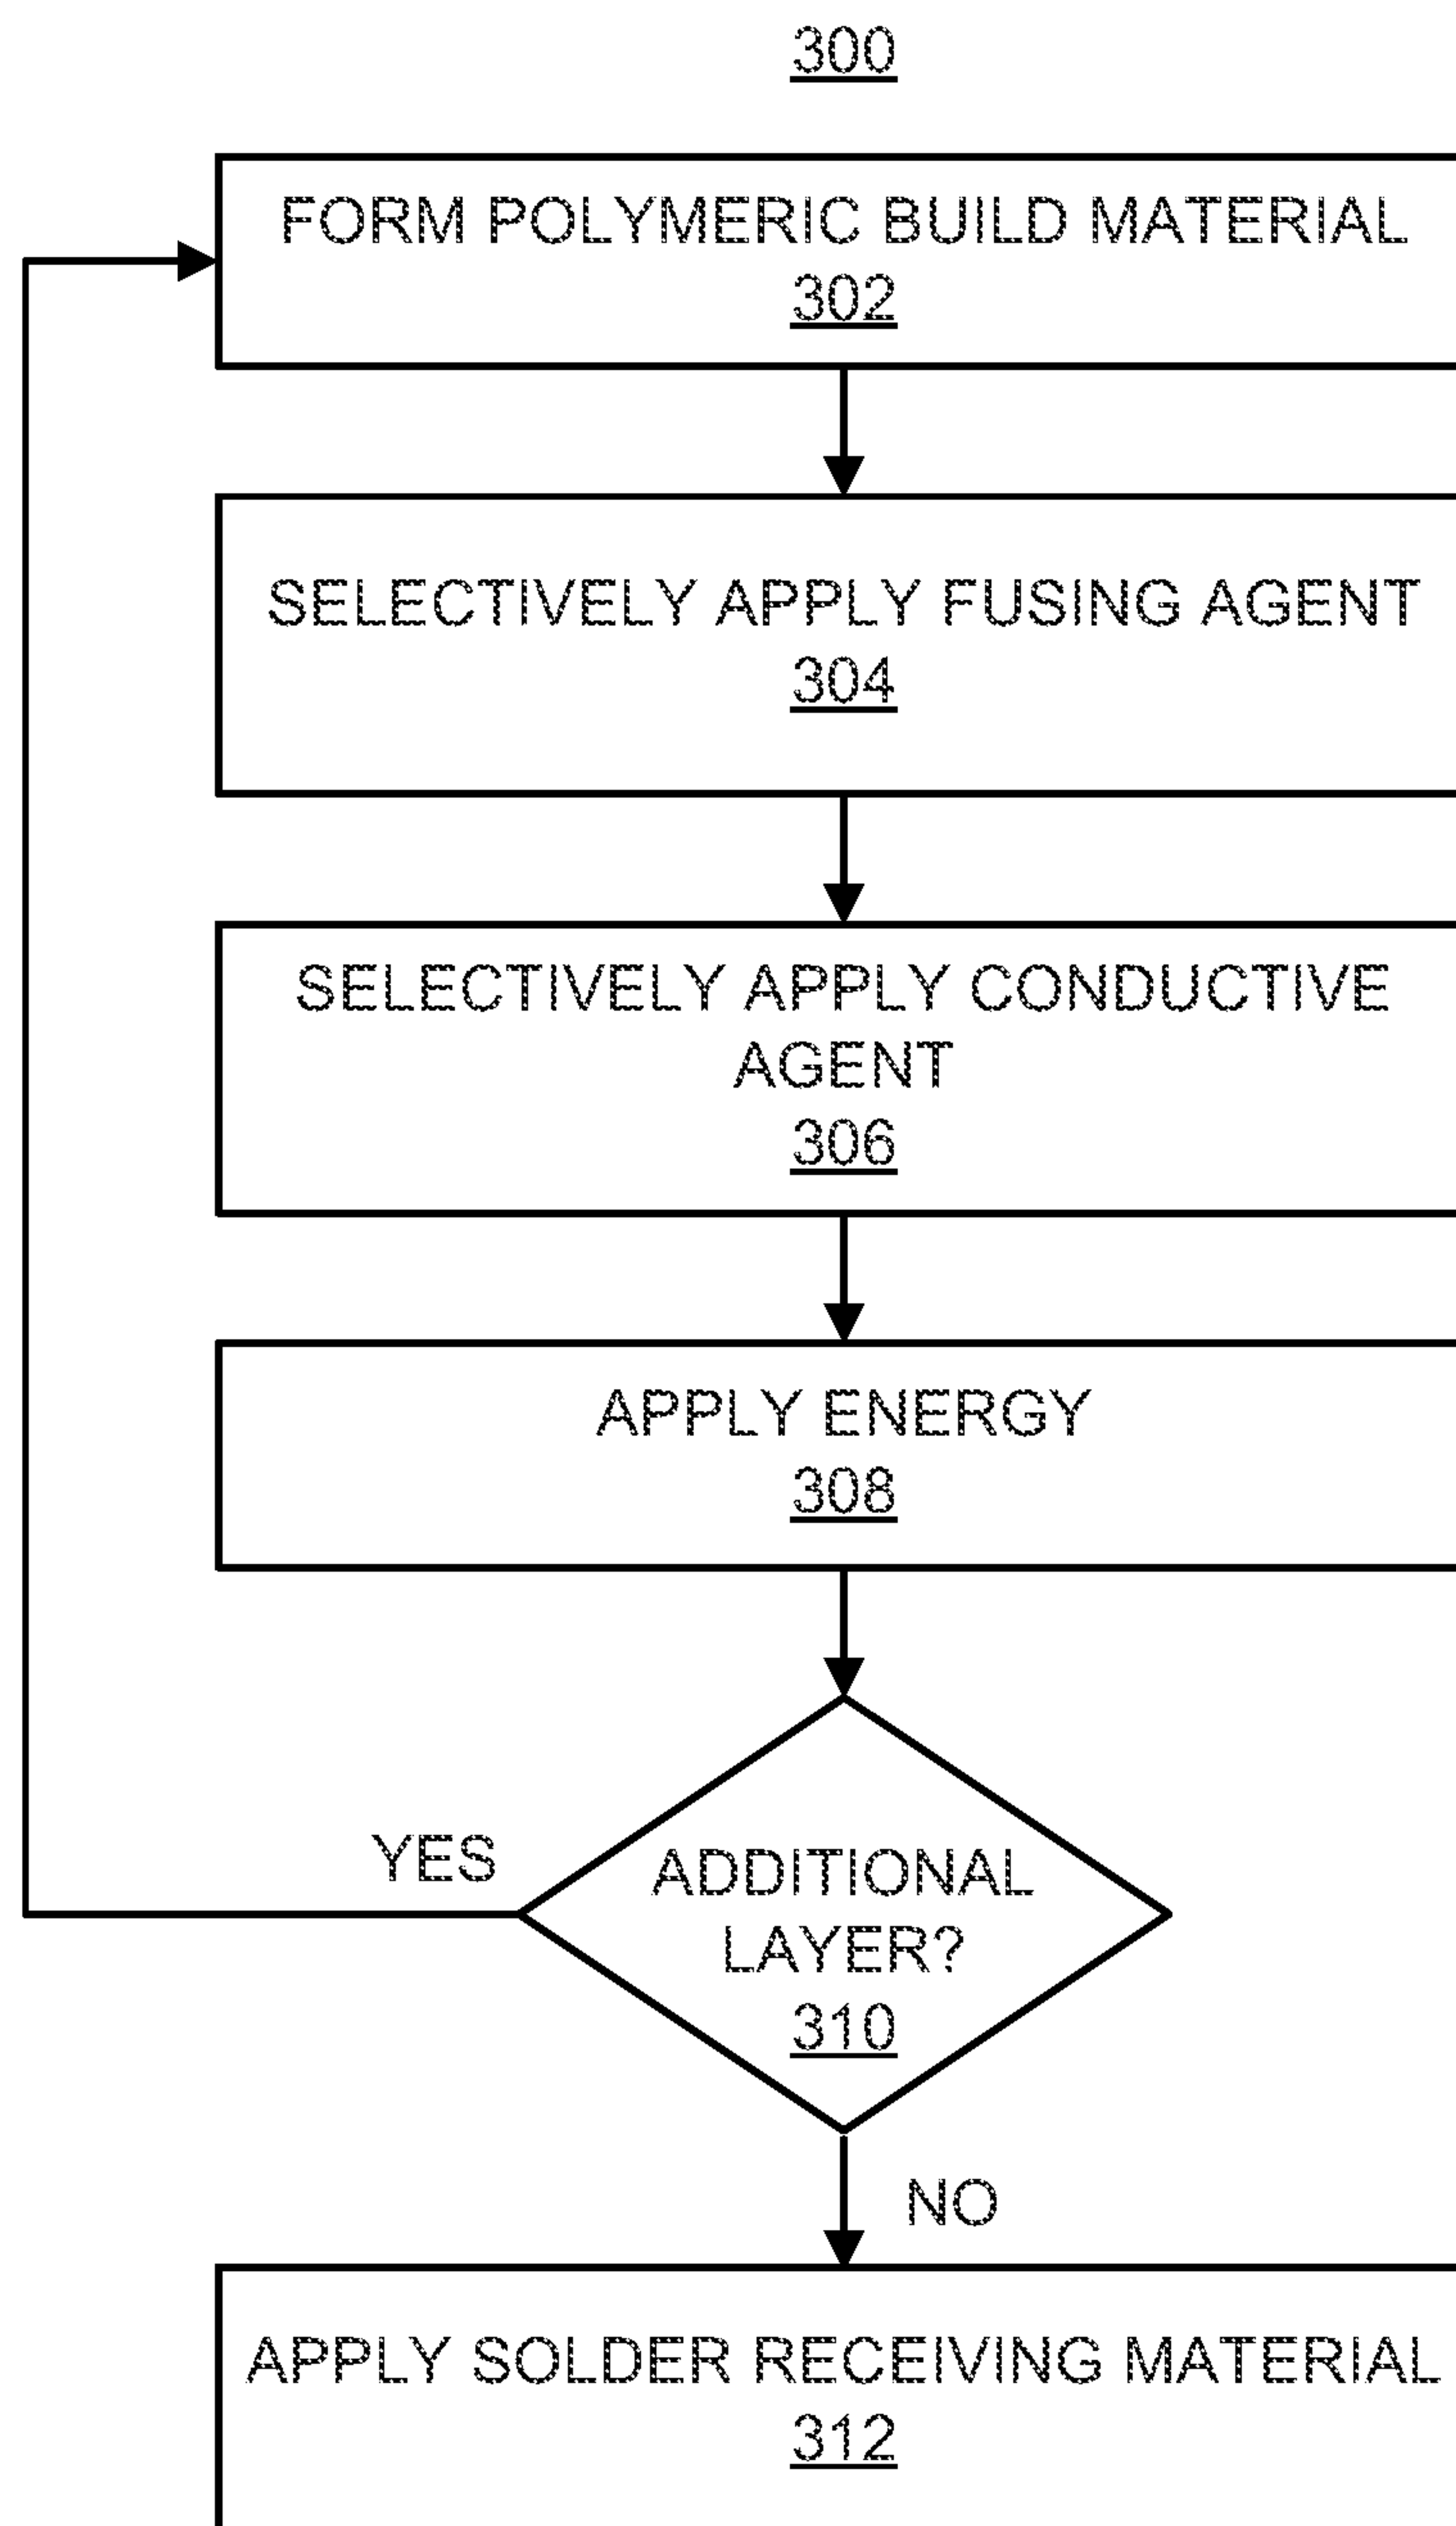 300
FORM POLYMERIC BUILD MATERIAL
302
SELECTIVELY APPLY FUSING AGENT
304
SELECTIVELY APPLY CONDUCTIVE
AGENT
306
APPLY ENERGY
308
YES
ADDITIONAL
LAYER?
310
NO
APPLY SOLDER RECEIVING MATERIAL
312